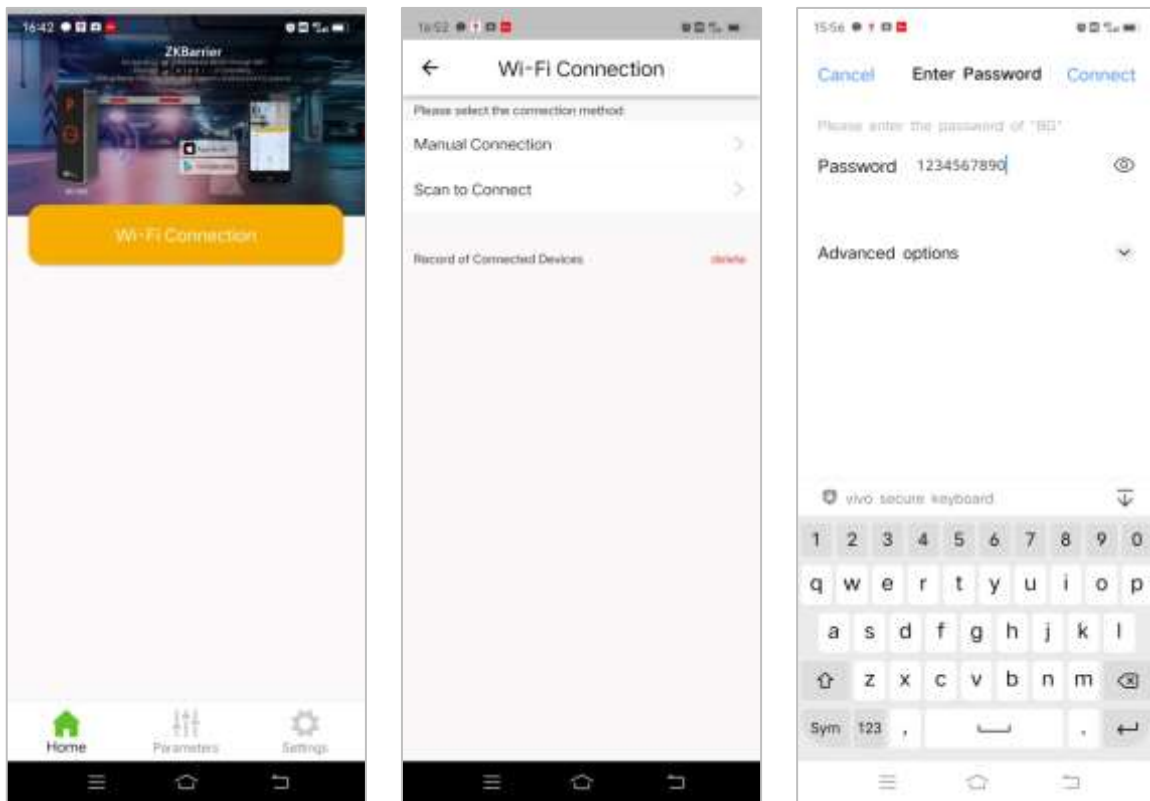 16:42
ZKBarrier
Wi-Fi Connection
Home
Parameters
Settings
16:52
Wi-Fi Connection
Please select the connection method:
Manual Connection
Scan to Connect
Record of Connected Devices
delete
15:56
Cancel Enter Password Connect
Please enter the password of "BG"
Password 1234567890
Advanced options
vivo secure keyboard
1 2 3 4 5 6 7 8 9 0
q w e r t y u i o p
a s d f g h j k l
z x c v b n m
Sym 123 , .